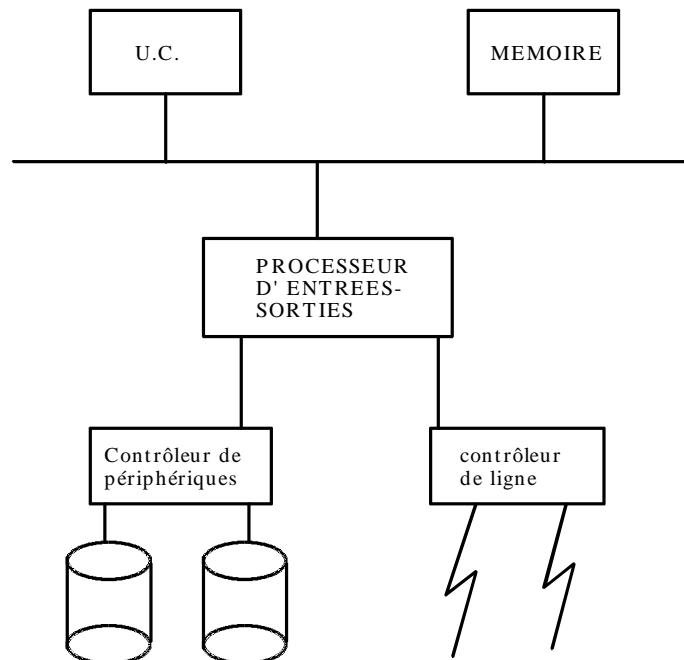 U.C.
MEMOIRE
PROCESSEUR
D' ENTREES-
SORTIES
Contrôleur de
périphériques
contrôleur
de ligne